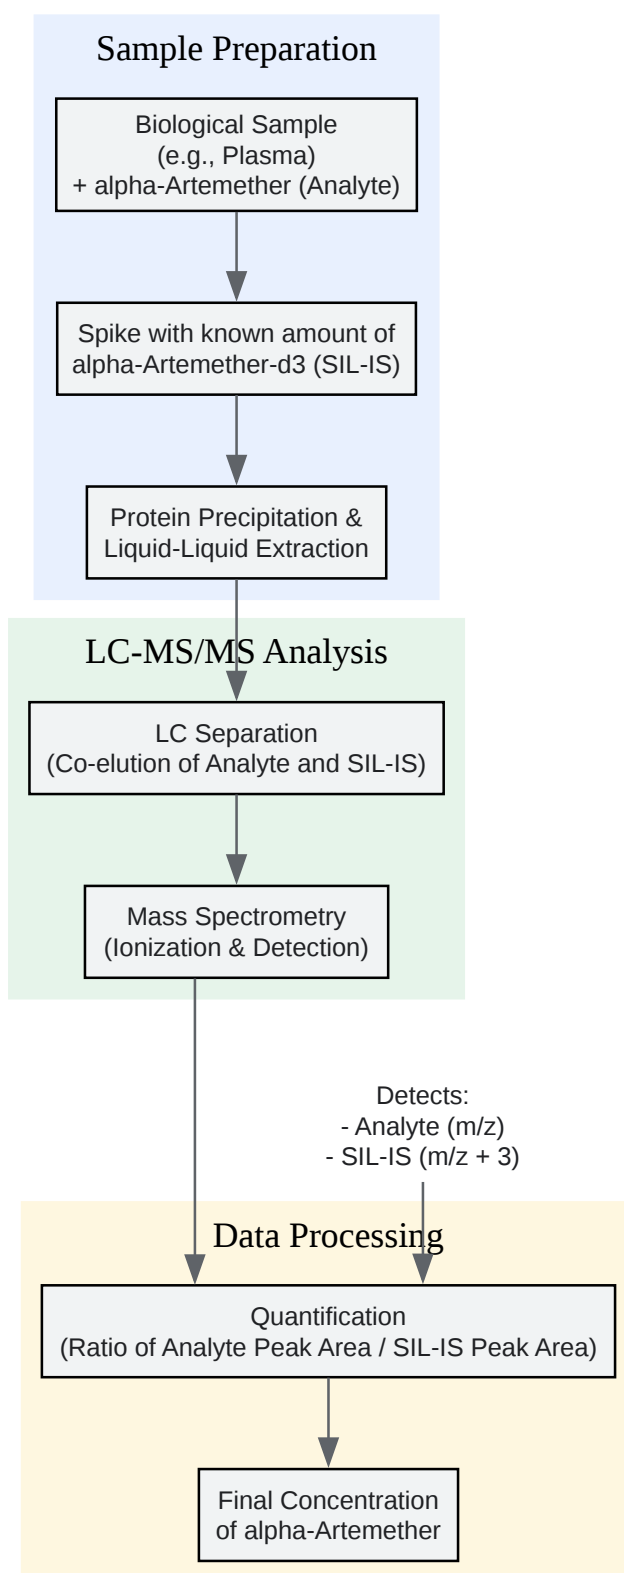 Sample Preparation
Biological Sample
(e.g., Plasma)
+ alpha-Artemether (Analyte)
Spike with known amount of
alpha-Artemether-d3 (SIL-IS)
Protein Precipitation &
Liquid-Liquid Extraction
LC-MS/MS Analysis
LC Separation
(Co-elution of Analyte and SIL-IS)
Mass Spectrometry
(Ionization & Detection)
Detects:
- Analyte (m/z)
- SIL-IS (m/z + 3)
Data Processing
Quantification
(Ratio of Analyte Peak Area / SIL-IS Peak Area)
Final Concentration
of alpha-Artemether